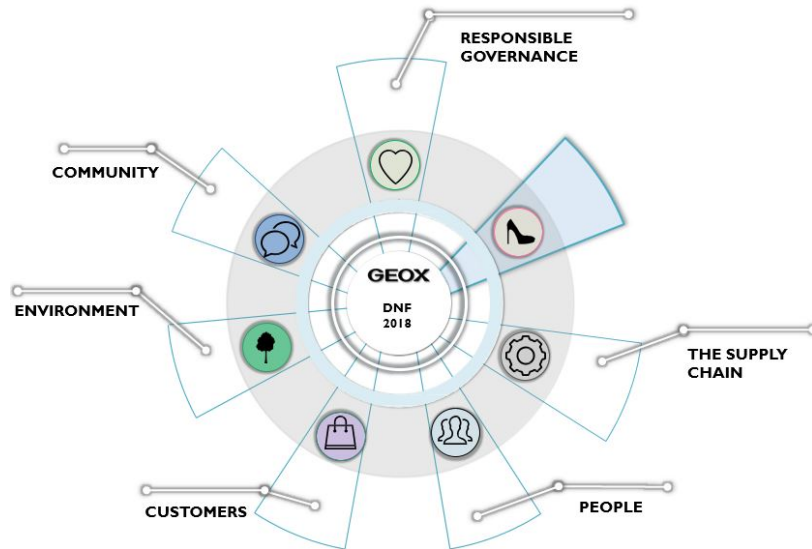 RESPONSIBLE
GOVERNANCE
COMMUNITY
ENVIRONMENT
GEOX
DNF
2018
THE SUPPLY
CHAIN
CUSTOMERS
PEOPLE